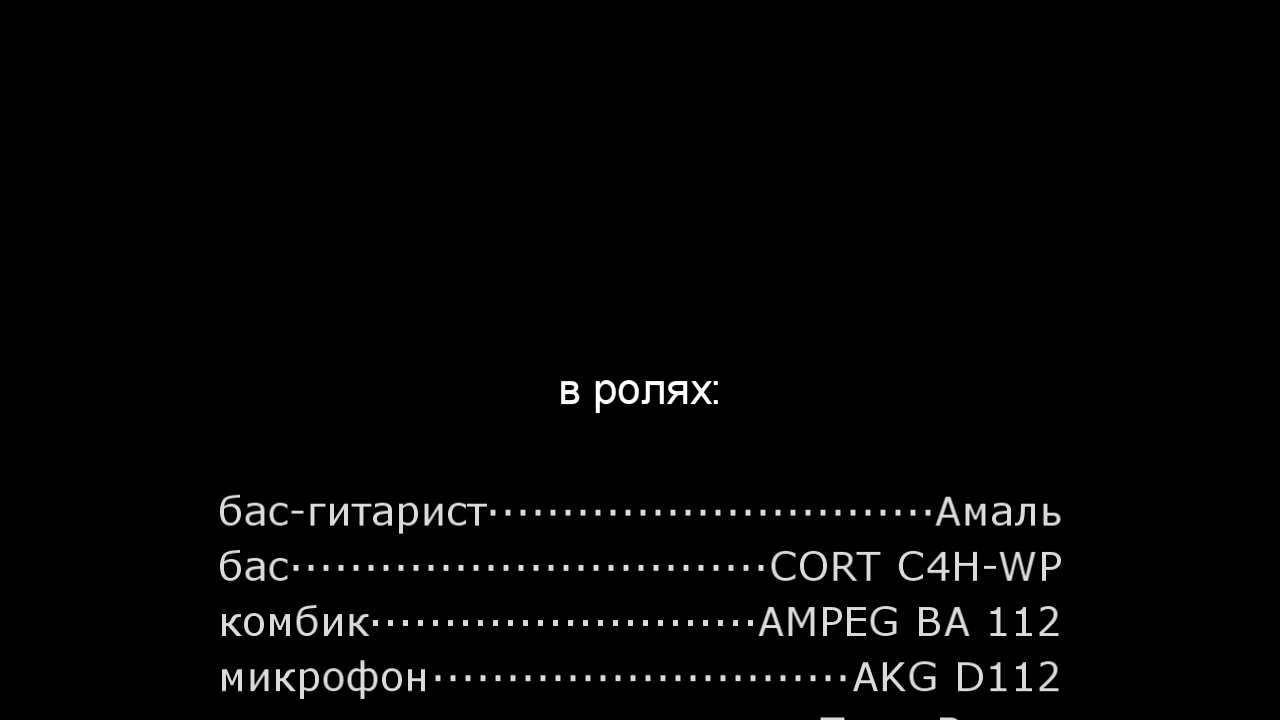 в ролях:
бас-гитарист······························Амаль
бас································CORT C4H-WP
комбик··························AMPEG BA 112
микрофон····························AKG D112